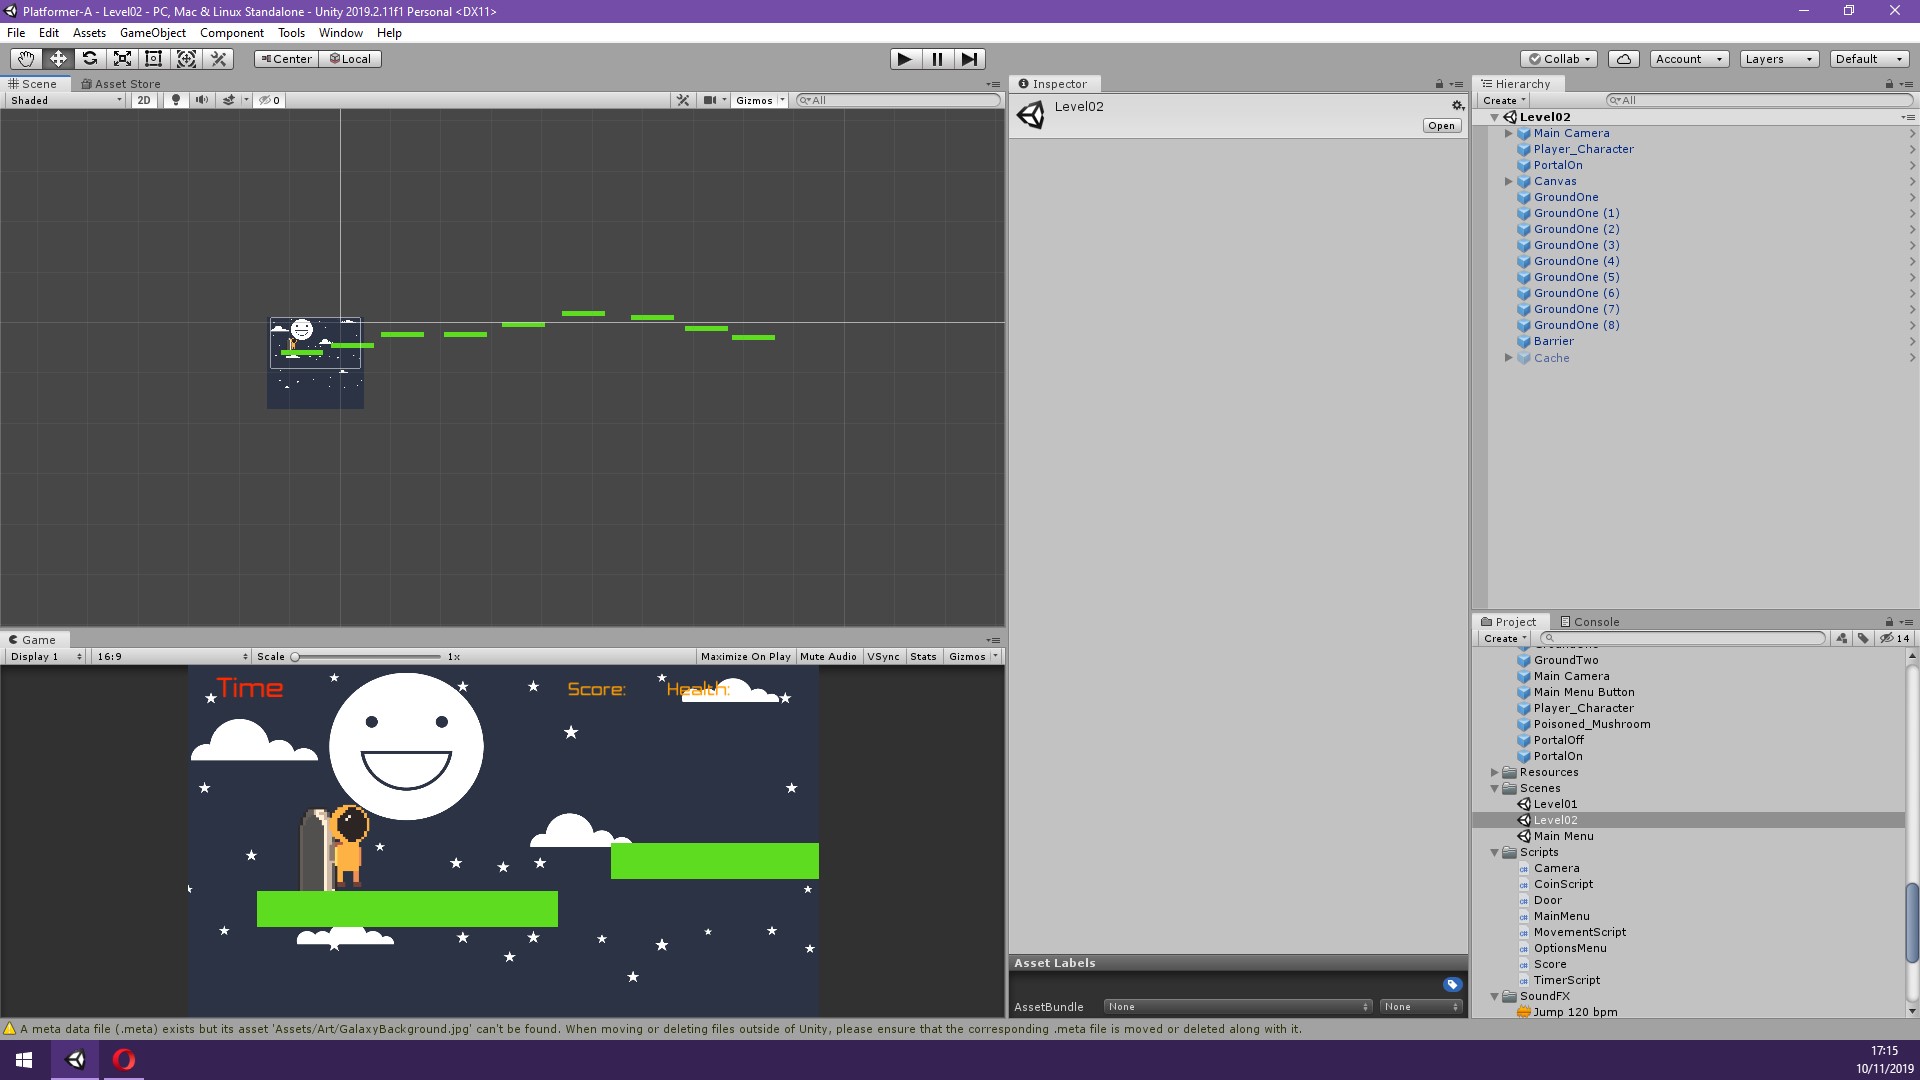 Platformer-A - Level02 - PC, Mac & Linux Standalone - Unity 2019.2.11f1 Personal <DX11>
File Edit Assets GameObject Component Tools Window Help
Center Local
Collab Account Layers Default
Scene Asset Store
Shaded 2D 0 Gizmos All
Inspector
Level02
Open
Asset Labels
AssetBundle None None
Hierarchy
Create All
Level02
Main Camera
Player_Character
PortalOn
Canvas
GroundOne
GroundOne (1)
GroundOne (2)
GroundOne (3)
GroundOne (4)
GroundOne (5)
GroundOne (6)
GroundOne (7)
GroundOne (8)
Barrier
Cache
Game
Display 1 16:9 Scale 1x Maximize On Play Mute Audio VSync Stats Gizmos
Time Score: Health:
Project Console
Create 14
GroundTwo
Main Camera
Main Menu Button
Player_Character
Poisoned_Mushroom
PortalOff
PortalOn
Resources
Scenes
Level01
Level02
Main Menu
Scripts
Camera
CoinScript
Door
MainMenu
MovementScript
OptionsMenu
Score
TimerScript
SoundFX
Jump 120 bpm
A meta data file (.meta) exists but its asset 'Assets/Art/GalaxyBackground.jpg' can't be found. When moving or deleting files outside of Unity, please ensure that the corresponding .meta file is moved or deleted along with it.
17:15
10/11/2019